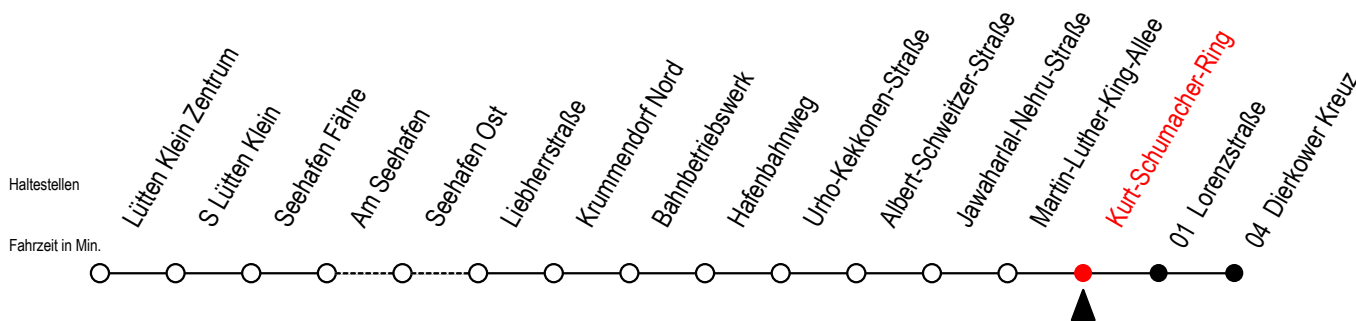 Haltestellen
Fahrzeit in Min.
Lütten Klein Zentrum
S Lütten Klein
Seehafen Fähre
Am Seehafen
Seehafen Ost
Liebherrstraße
Krummendorf Nord
Bahnbetriebswerk
Hafenbahnweg
Urho-Kekkonen-Straße
Albert-Schweitzer-Straße
Jawaharlal-Nehru-Straße
Martin-Luther-King-Allee
Kurt-Schumacher-Ring
01 Lorenzstraße
04 Dierkower Kreuz